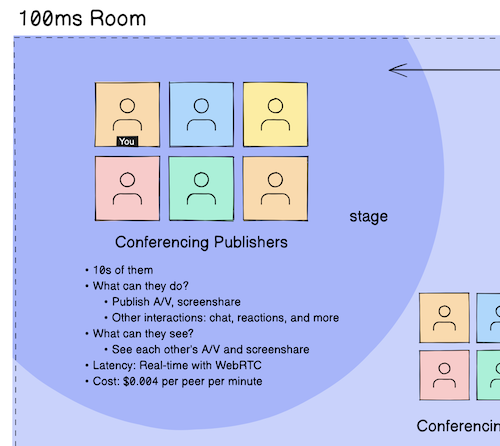 100ms Room
You
stage
Conferencing Publishers
• 10s of them
• What can they do?
• Publish A/V, screenshare
• Other interactions: chat, reactions, and more
• What can they see?
• See each other's A/V and screenshare
• Latency: Real-time with WebRTC
• Cost: $0.004 per peer per minute
Conferencin